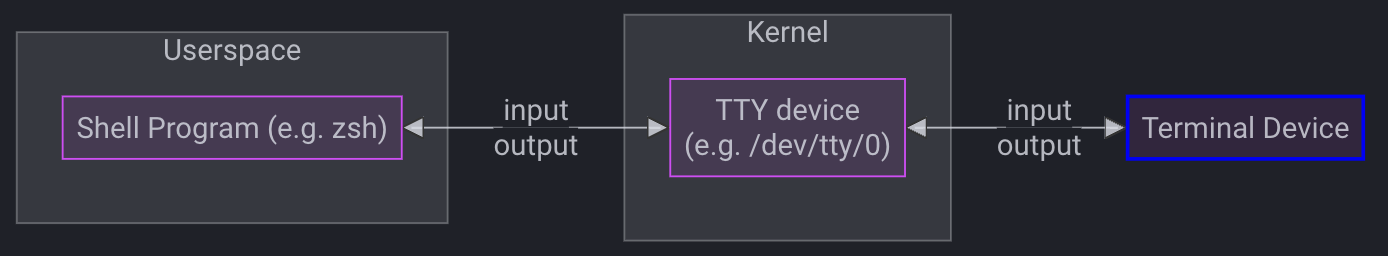 Userspace
Shell Program (e.g. zsh)
input
output
Kernel
TTY device
(e.g. /dev/tty/0)
input
output
Terminal Device